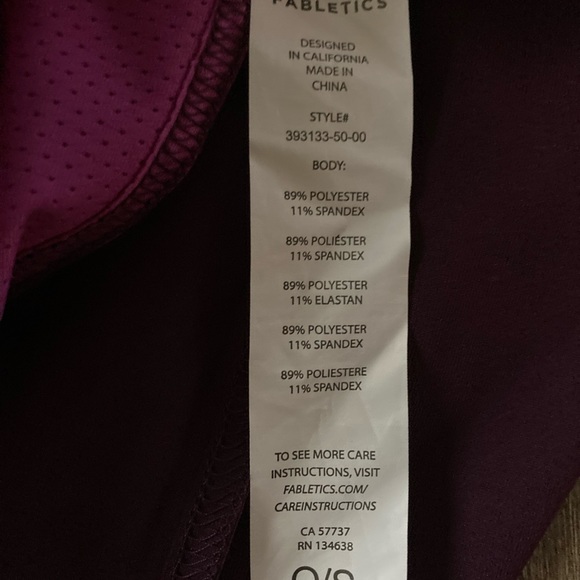 FABLETICS
DESIGNED
IN CALIFORNIA
MADE IN
CHINA
STYLE#
393133-50-00
BODY:
89% POLYESTER
11% SPANDEX
89% POLIÉSTER
11% SPANDEX
89% POLYESTER
11% ELASTAN
89% POLYESTER
11% SPANDEX
89% POLIESTERE
11% SPANDEX
TO SEE MORE CARE
INSTRUCTIONS, VISIT
FABLETICS.COM/
CAREINSTRUCTIONS
CA 57737
RN 134638
O/S